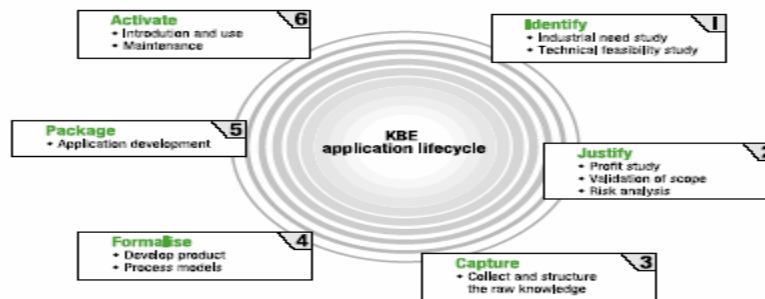 Activate
6
• Introdution and use
• Maintenance
Identify
1
• Industrial need study
• Technical feasibility study
Package
5
• Application development
KBE
application lifecycle
Justify
2
• Profit study
• Validation of scope
• Risk analysis
Formalise
4
• Develop product
• Process models
Capture
3
• Collect and structure
the raw knowledge